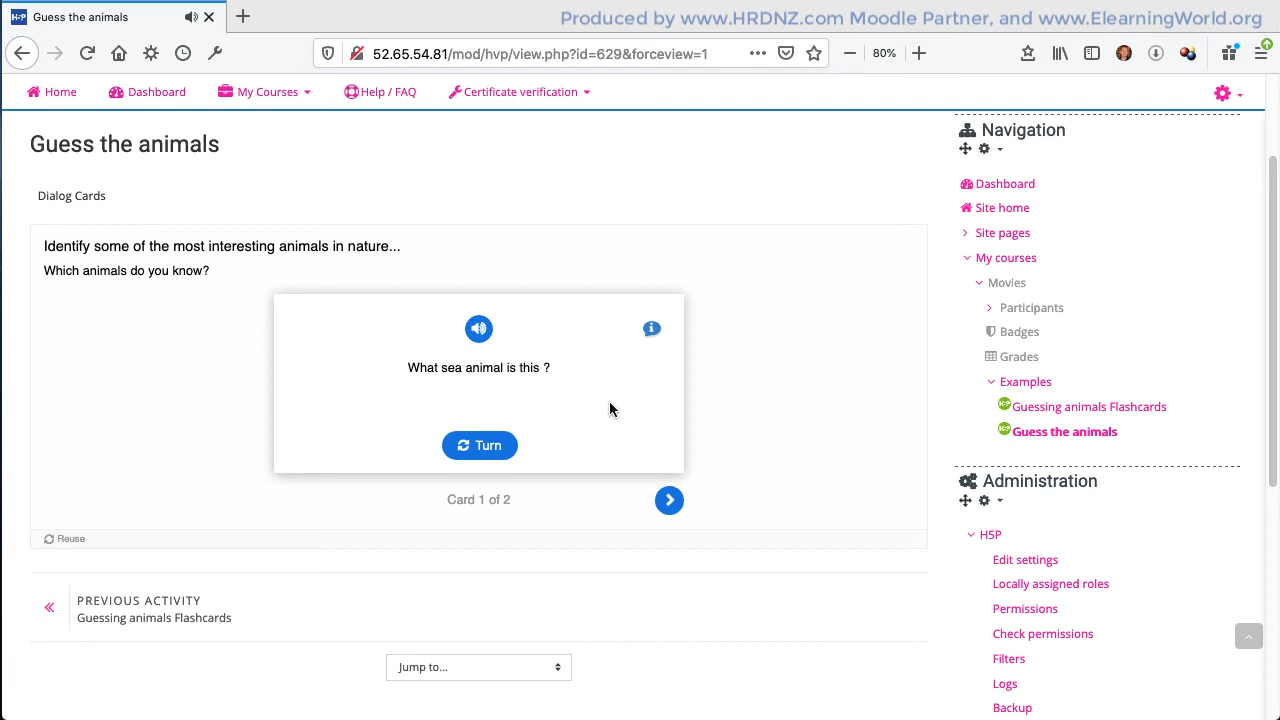 H-P Guess the animals
Produced by www.HRDNZ.com Moodle Partner, and www.ElearningWorld.org
52.65.54.81/mod/hvp/view.php?id=629&forceview=1
80%
Home
Dashboard
My Courses
Help / FAQ
Certificate verification
Guess the animals
Dialog Cards
Identify some of the most interesting animals in nature...
Which animals do you know?
What sea animal is this ?
Turn
Card 1 of 2
Reuse
PREVIOUS ACTIVITY
Guessing animals Flashcards
Jump to...
Navigation
Dashboard
Site home
Site pages
My courses
Movies
Participants
Badges
Grades
Examples
H-P Guessing animals Flashcards
H-P Guess the animals
Administration
H5P
Edit settings
Locally assigned roles
Permissions
Check permissions
Filters
Logs
Backup